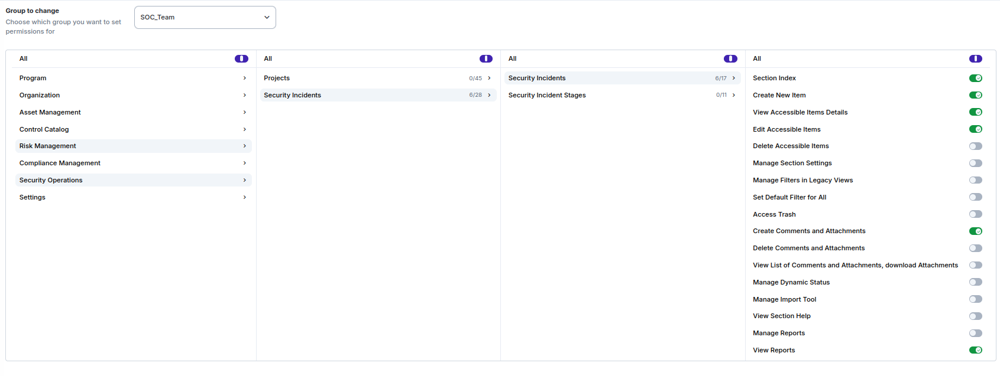 Group to change
Choose which group you want to set
permissions for
SOC_Team
All
Program
Organization
Asset Management
Control Catalog
Risk Management
Compliance Management
Security Operations
Settings
All
Projects 0/45
Security Incidents 6/28
All
Security Incidents 6/17
Security Incident Stages 0/11
All
Section Index
Create New Item
View Accessible Items Details
Edit Accessible Items
Delete Accessible Items
Manage Section Settings
Manage Filters in Legacy Views
Set Default Filter for All
Access Trash
Create Comments and Attachments
Delete Comments and Attachments
View List of Comments and Attachments, download Attachments
Manage Dynamic Status
Manage Import Tool
View Section Help
Manage Reports
View Reports